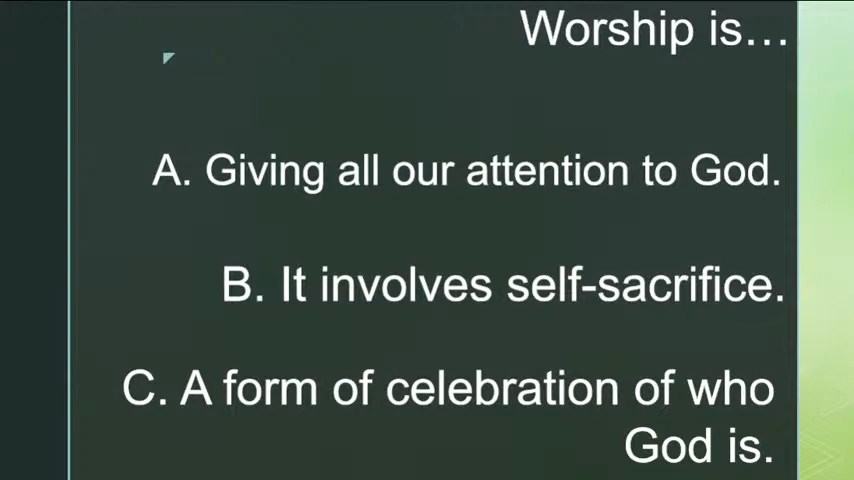 Worship is…
A. Giving all our attention to God.
B. It involves self-sacrifice.
C. A form of celebration of who
God is.